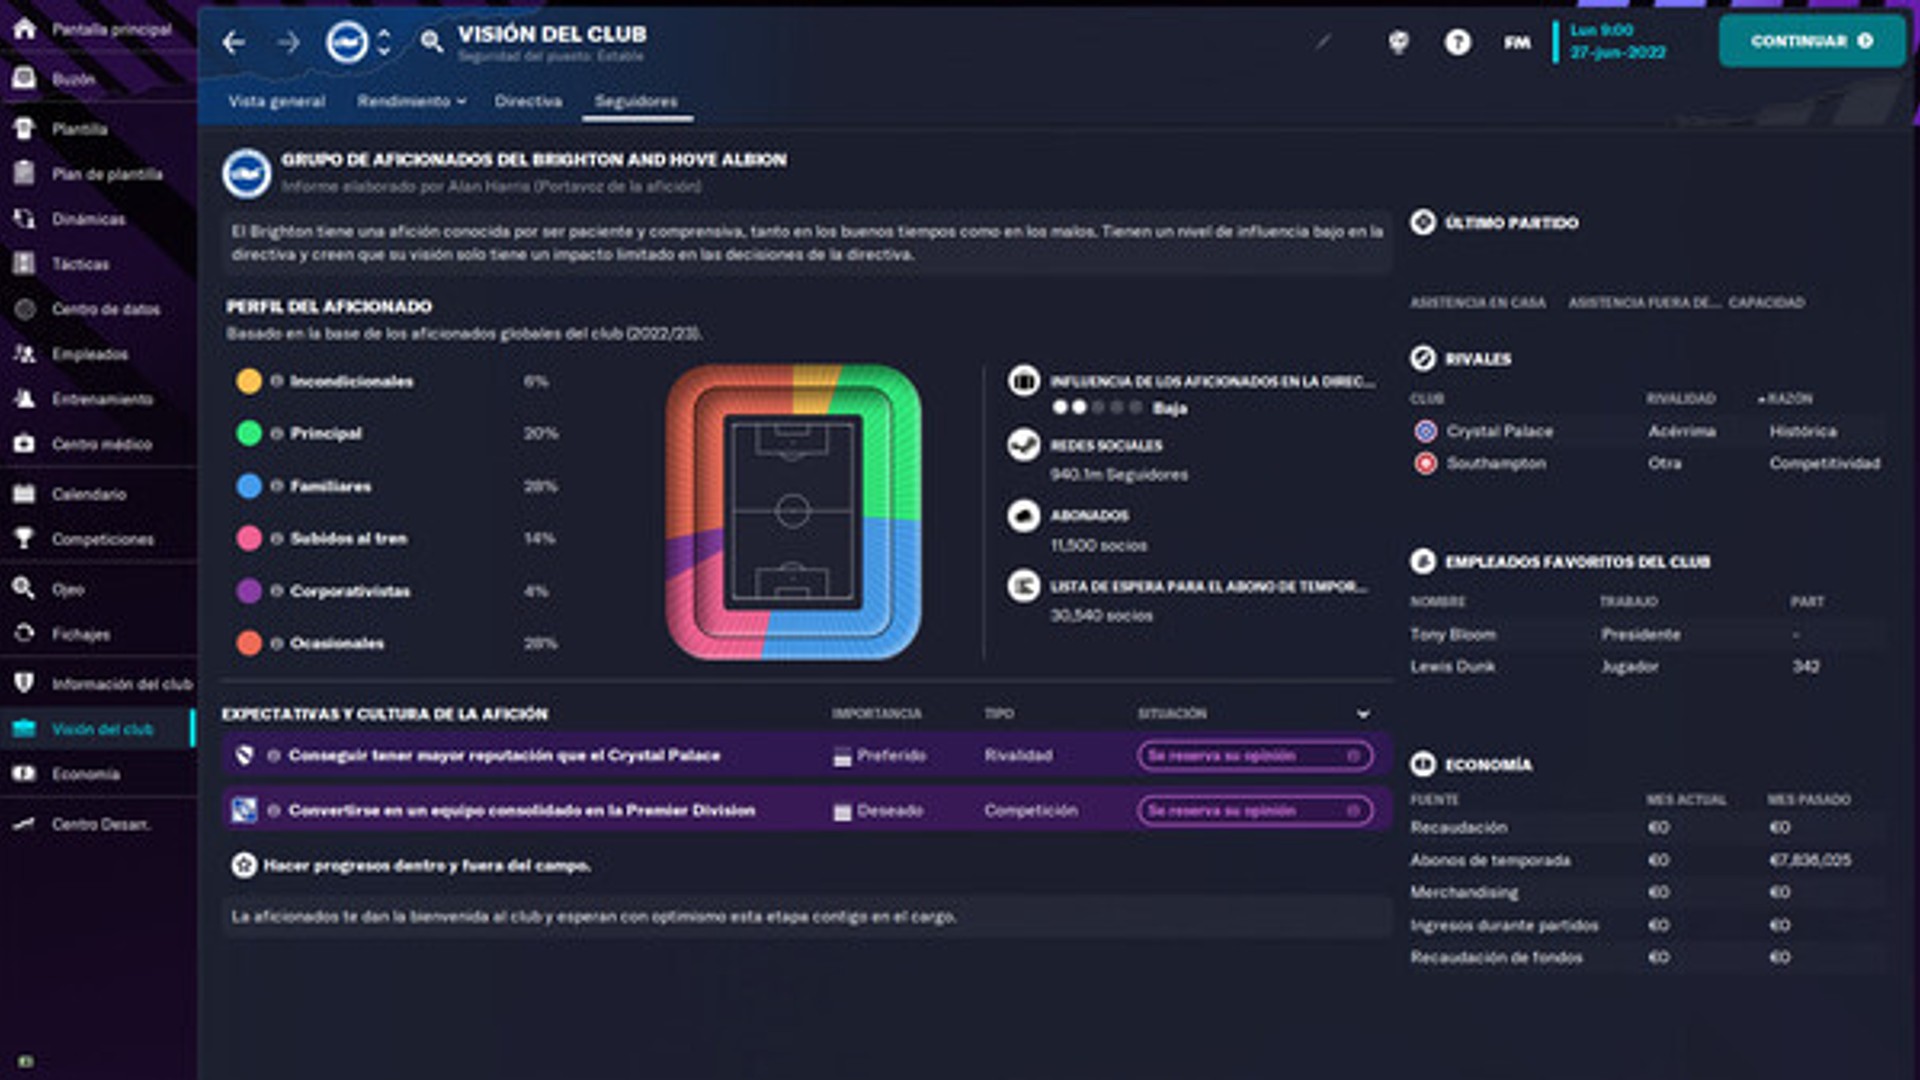 Pantalla principal
Buzón
Plantilla
Plan de plantilla
Dinámicas
Tácticas
Centro de datos
Empleados
Entrenamiento
Centro médico
Calendario
Competiciones
Ojeo
Fichajes
Información del club
Visión del club
Economía
Centro Desarr.
VISIÓN DEL CLUB
Seguridad del puesto: Estable
FM
Lun 9:00
27-jun-2022
CONTINUAR
Vista general Rendimiento Directiva Seguidores
GRUPO DE AFICIONADOS DEL BRIGHTON AND HOVE ALBION
Informe elaborado por Alan Harris (Portavoz de la afición)
El Brighton tiene una afición conocida por ser paciente y comprensiva, tanto en los buenos tiempos como en los malos. Tienen un nivel de influencia bajo en la
directiva y creen que su visión solo tiene un impacto limitado en las decisiones de la directiva.
PERFIL DEL AFICIONADO
Basado en la base de los aficionados globales del club (2022/23).
Incondicionales 6%
Principal 20%
Familiares 28%
Subidos al tren 14%
Corporativistas 4%
Ocasionales 28%
INFLUENCIA DE LOS AFICIONADOS EN LA DIREC...
Baja
REDES SOCIALES
940.1m Seguidores
ABONADOS
11,500 socios
LISTA DE ESPERA PARA EL ABONO DE TEMPOR...
30,540 socios
EXPECTATIVAS Y CULTURA DE LA AFICIÓN IMPORTANCIA TIPO SITUACIÓN
Conseguir tener mayor reputación que el Crystal Palace Preferido Rivalidad Se reserva su opinión
Convertirse en un equipo consolidado en la Premier Division Deseado Competición Se reserva su opinión
Hacer progresos dentro y fuera del campo.
La aficionados te dan la bienvenida al club y esperan con optimismo esta etapa contigo en el cargo.
ÚLTIMO PARTIDO
ASISTENCIA EN CASA ASISTENCIA FUERA DE... CAPACIDAD
RIVALES
CLUB RIVALIDAD RAZÓN
Crystal Palace Acérrima Histórica
Southampton Otra Competitividad
EMPLEADOS FAVORITOS DEL CLUB
NOMBRE TRABAJO PART
Tony Bloom Presidente -
Lewis Dunk Jugador 342
ECONOMÍA
FUENTE MES ACTUAL MES PASADO
Recaudación €0 €0
Abonos de temporada €0 €7,836,025
Merchandising €0 €0
Ingresos durante partidos €0 €0
Recaudación de fondos €0 €0